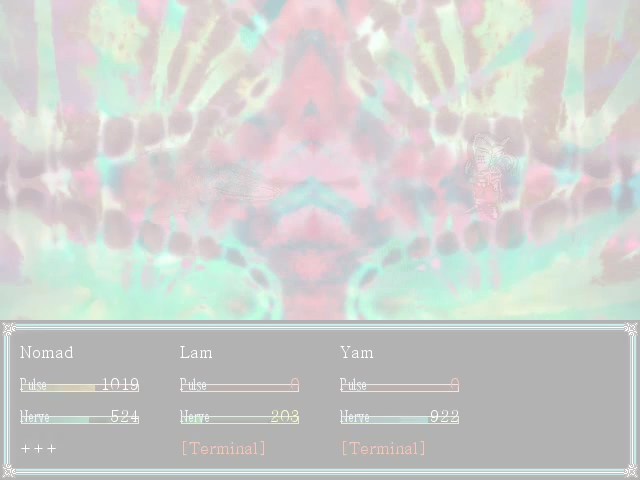 Nomad Lam Yam
Pulse 1019 Pulse 0 Pulse 0
Nerve 524 Nerve 203 Nerve 922
+++ [Terminal] [Terminal]